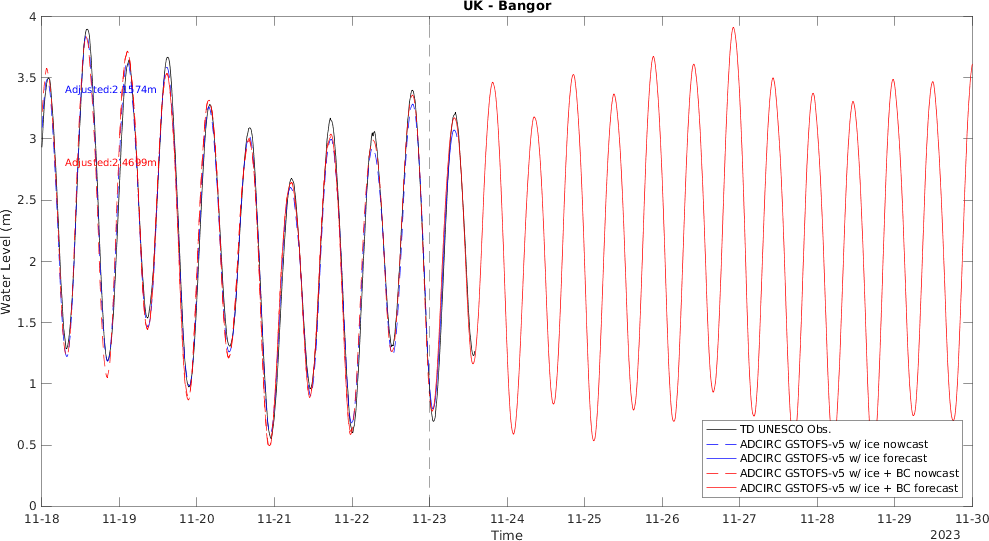 UK - Bangor
Water Level (m)
4
3.5
3
2.5
2
1.5
1
0.5
0
Adjusted:2.1574m
Adjusted:2.4699m
TD UNESCO Obs.
ADCIRC GSTOFS-v5 w/ ice nowcast
ADCIRC GSTOFS-v5 w/ ice forecast
ADCIRC GSTOFS-v5 w/ ice + BC nowcast
ADCIRC GSTOFS-v5 w/ ice + BC forecast
11-18 11-19 11-20 11-21 11-22 11-23 11-24 11-25 11-26 11-27 11-28 11-29 11-30
Time
2023